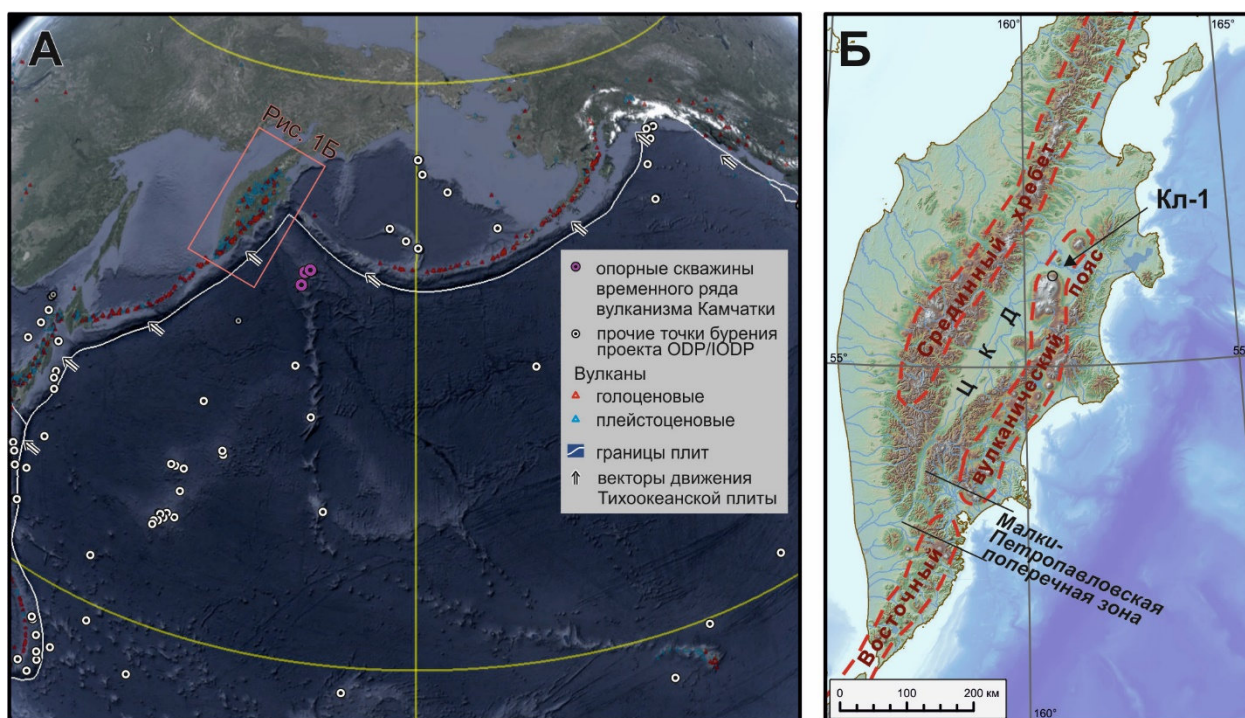 А
Рис. 1Б
опорные скважины
временного ряда
вулканизма Камчатки
прочие точки бурения
проекта ODP/IODP
Вулканы
голоценовые
плейстоценовые
границы плит
векторы движения
Тихоокеанской плиты
Б
160°
165°
Срединный хребет
Кл-1
пояс
55°
55°
Ц К Д
вулканический
Малки-
Петропавловская
поперечная зона
Восточный
0 100 200 км
160°